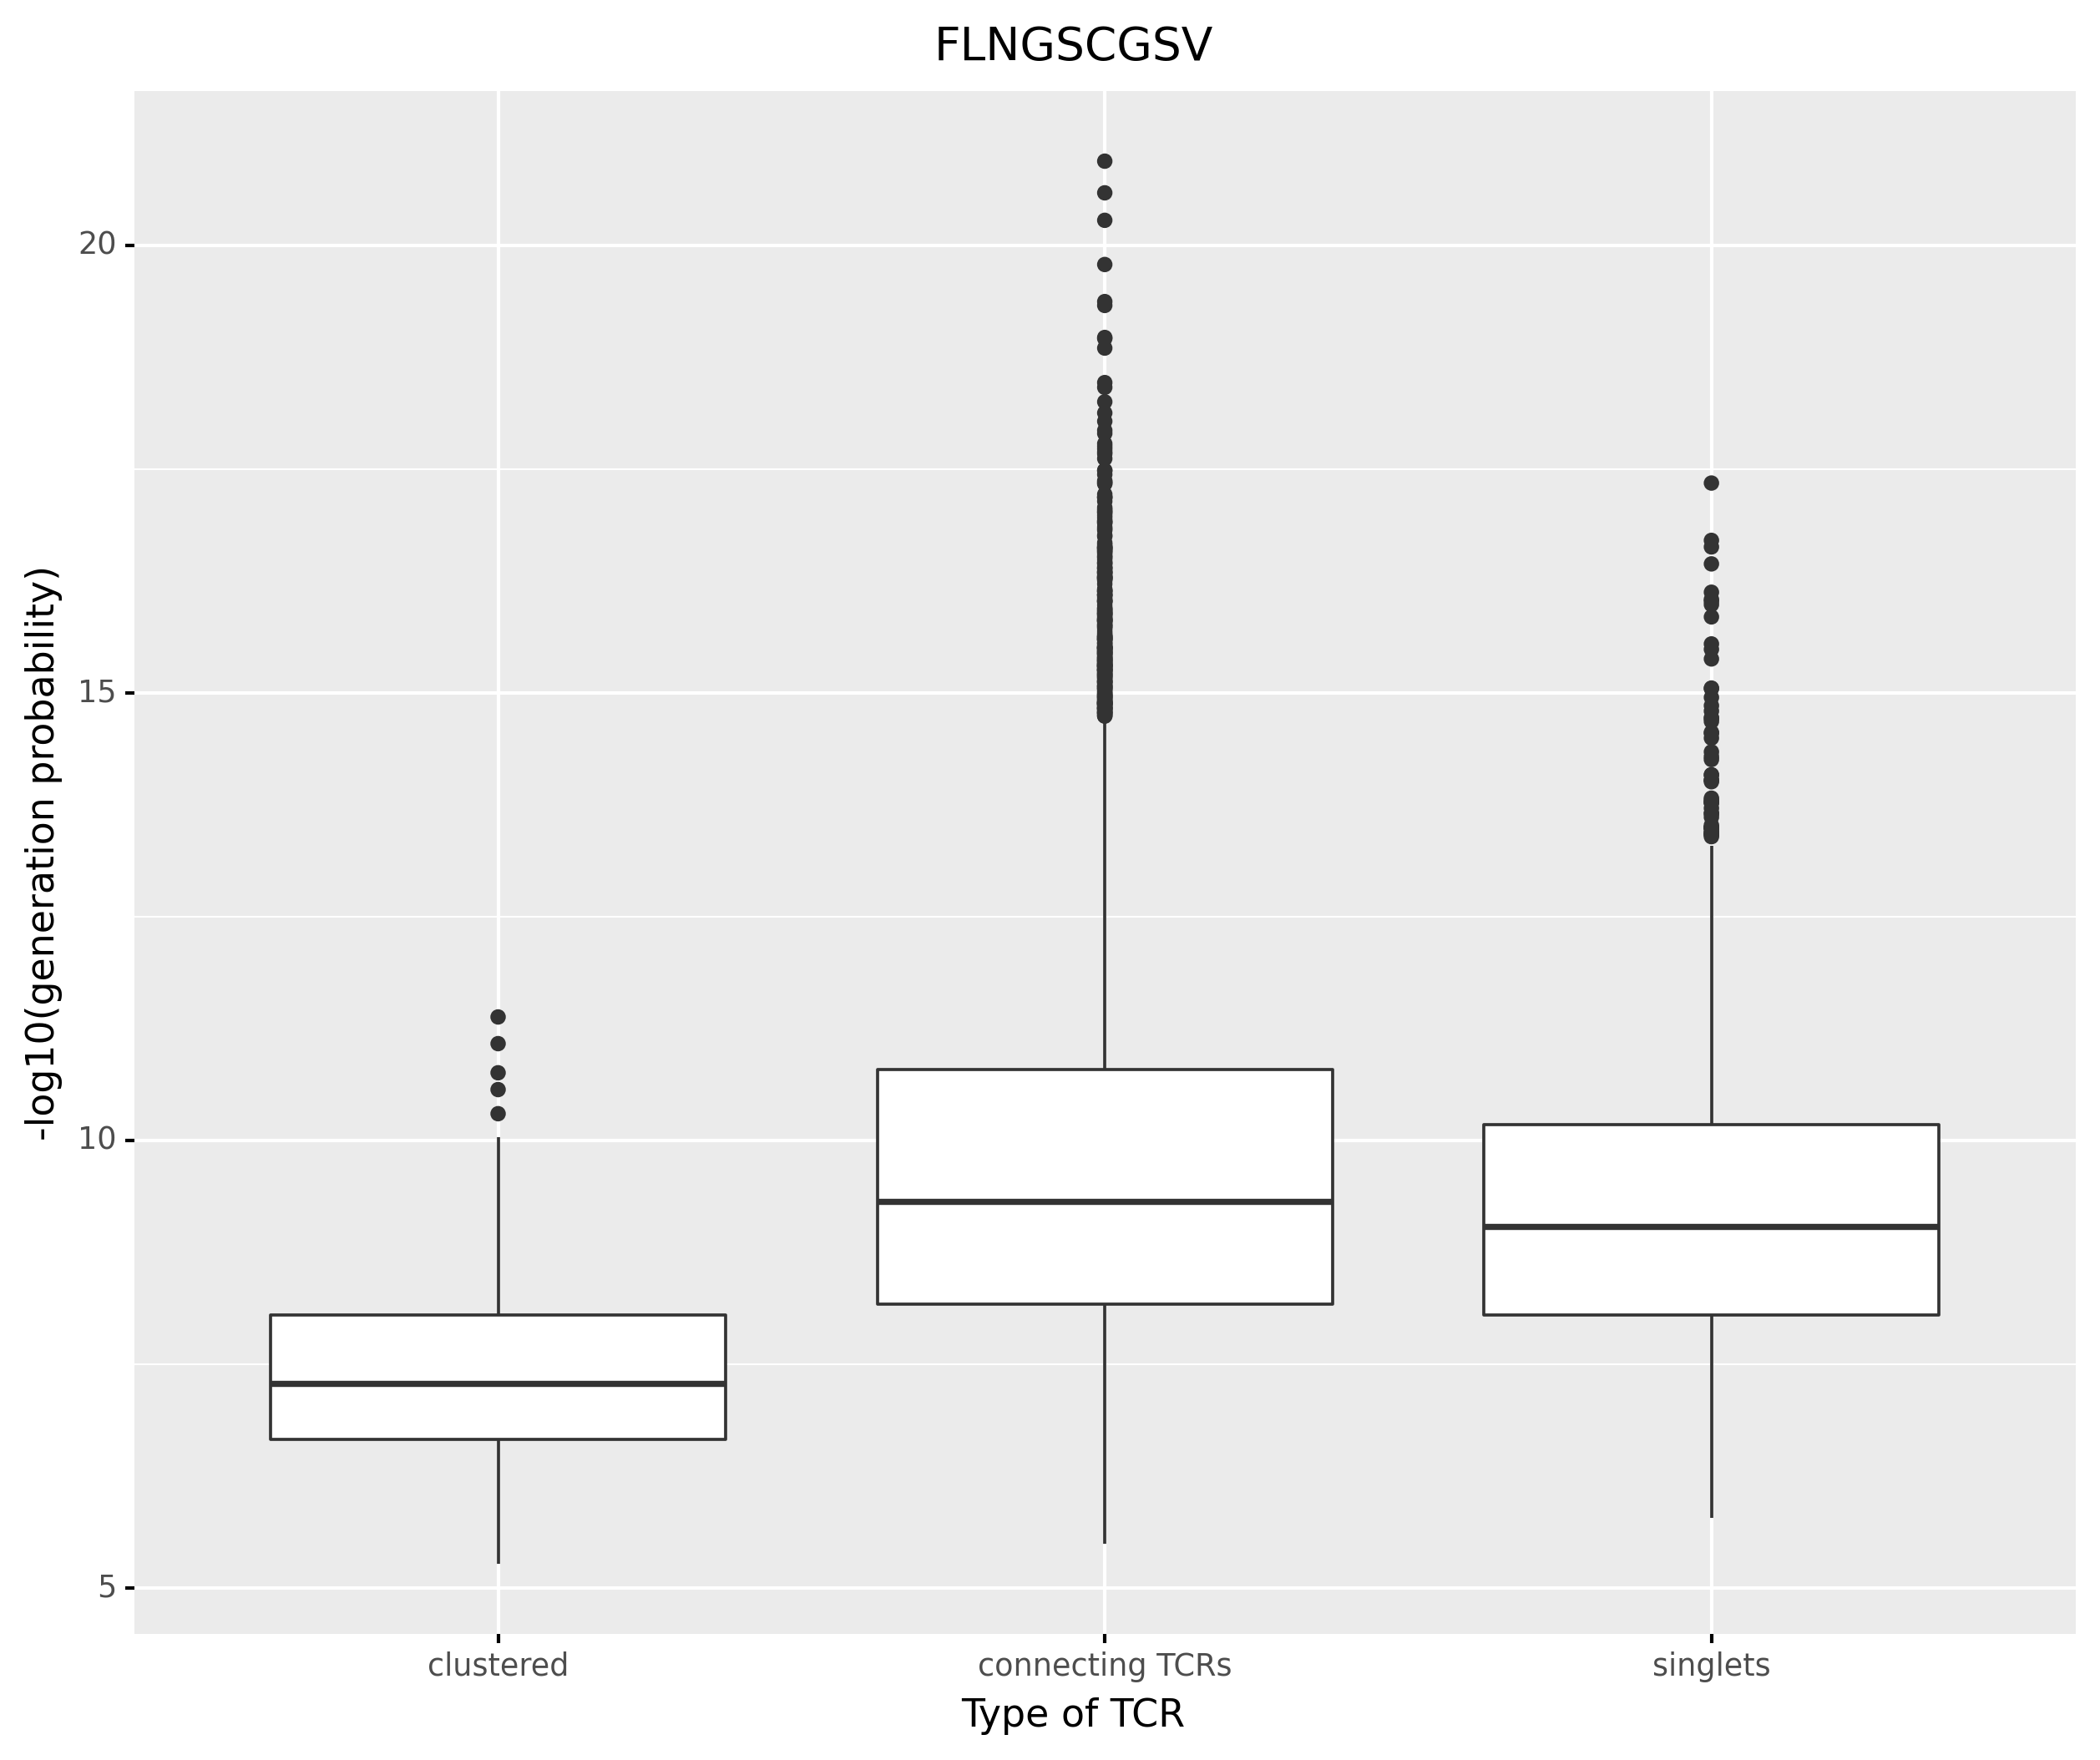 FLNGSCGSV
-log10(generation probability)
20
15
10
5
clustered
connecting TCRs
singlets
Type of TCR